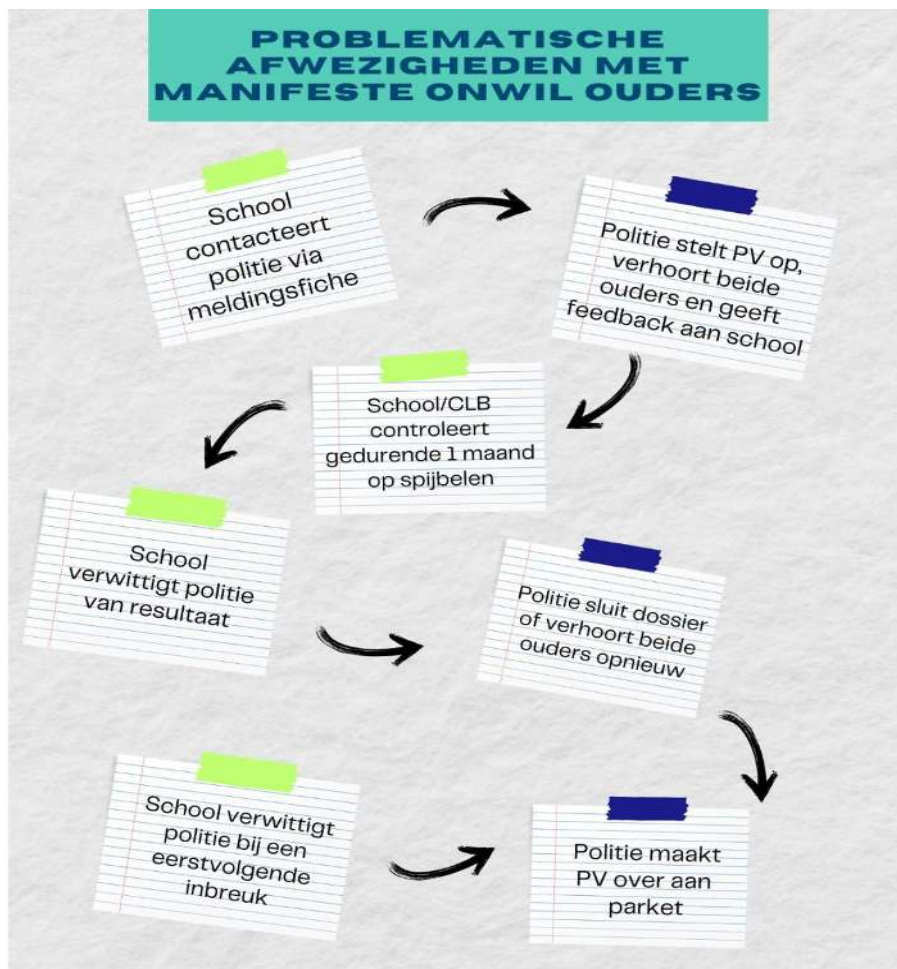 PROBLEMATISCHE
AFWEZIGHEDEN MET
MANIFESTE ONWIL OUDERS
School
contacteert
politie via
meldingsfiche
Politie stelt PV op,
verhoort beide
ouders en geeft
feedback aan school
School/CLB
controleert
gedurende 1 maand
op spijbelen
School
verwittigt politie
van resultaat
Politie sluit dossier
of verhoort beide
ouders opnieuw
School verwittigt
politie bij een
eerstvolgende
inbreuk
Politie maakt
PV over aan
parket